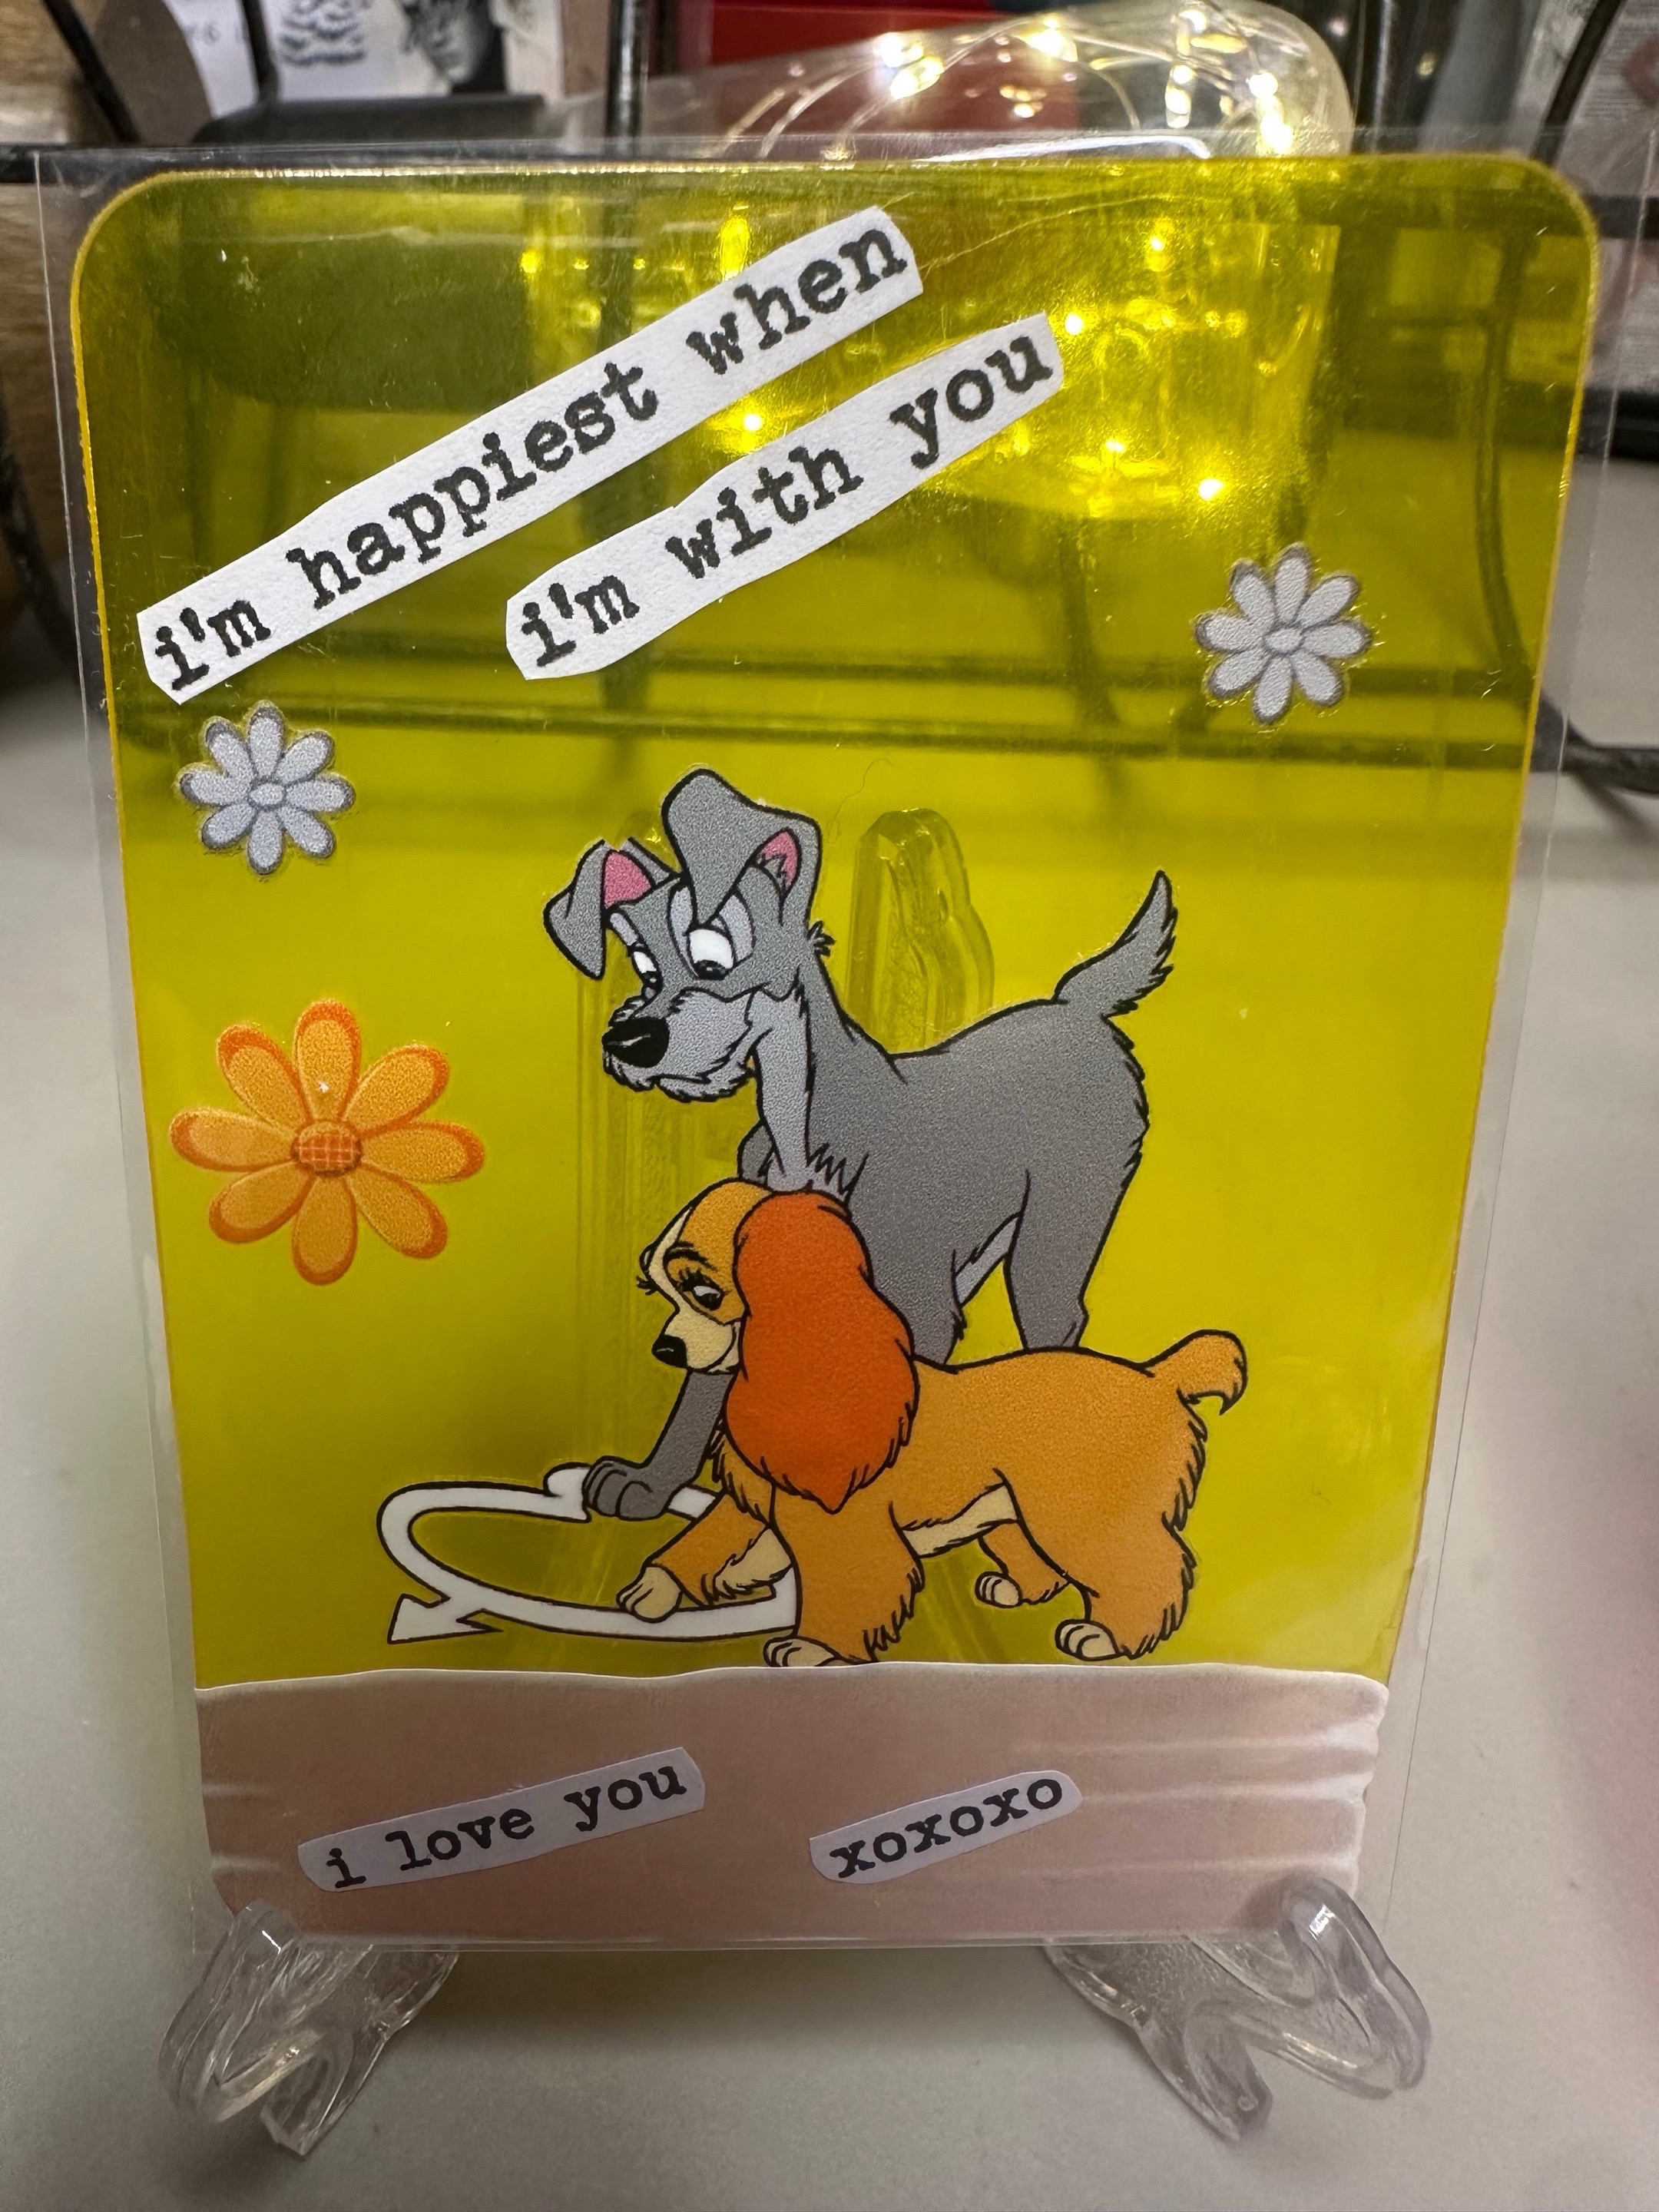 i'm happiest when
i'm with you
i love you
xoxoxo